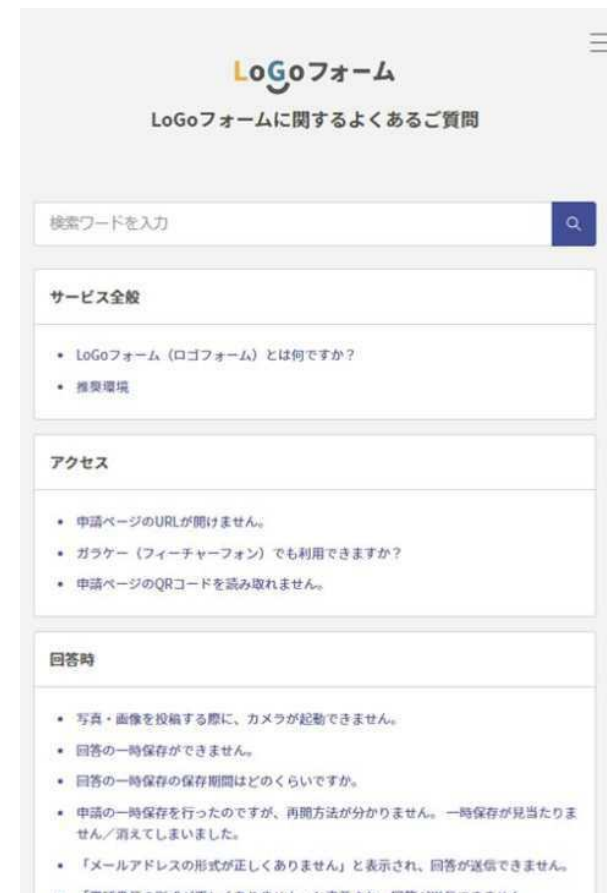 LoGoフォーム
LoGoフォームに関するよくあるご質問
検索ワードを入力
サービス全般
• LoGoフォーム（ロゴフォーム）とは何ですか？
• 推奨環境
アクセス
• 申請ページのURLが開けません。
• ガラケー（フィーチャーフォン）でも利用できますか？
• 申請ページのQRコードを読み取れません。
回答時
• 写真・画像を投稿する際に、カメラが起動できません。
• 回答の一時保存ができません。
• 回答の一時保存の保存期間はどのくらいですか。
• 申請の一時保存を行ったのですが、再開方法が分かりません。 一時保存が見当たりま
せん／消えてしまいました。
• 「メールアドレスの形式が正しくありません」と表示され、回答が送信できません。